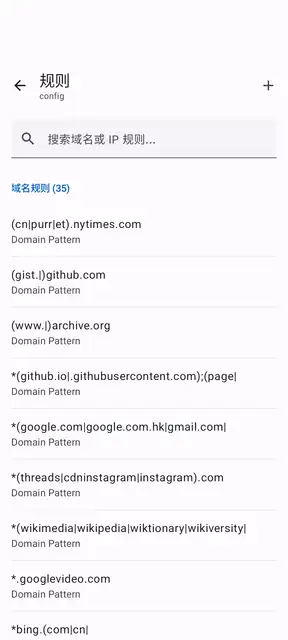 规则
config
搜索域名或 IP 规则...
域名规则 (35)
(cn|purr|et).nytimes.com
Domain Pattern
(gist.|)github.com
Domain Pattern
(www.|)archive.org
Domain Pattern
*(github.io|.githubusercontent.com);(page|
Domain Pattern
*(google.com|google.com.hk|gmail.com|
Domain Pattern
*(threads|cdninstagram|instagram).com
Domain Pattern
*(wikimedia|wikipedia|wiktionary|wikiversity|
Domain Pattern
*.googlevideo.com
Domain Pattern
*bing.(com|cn|